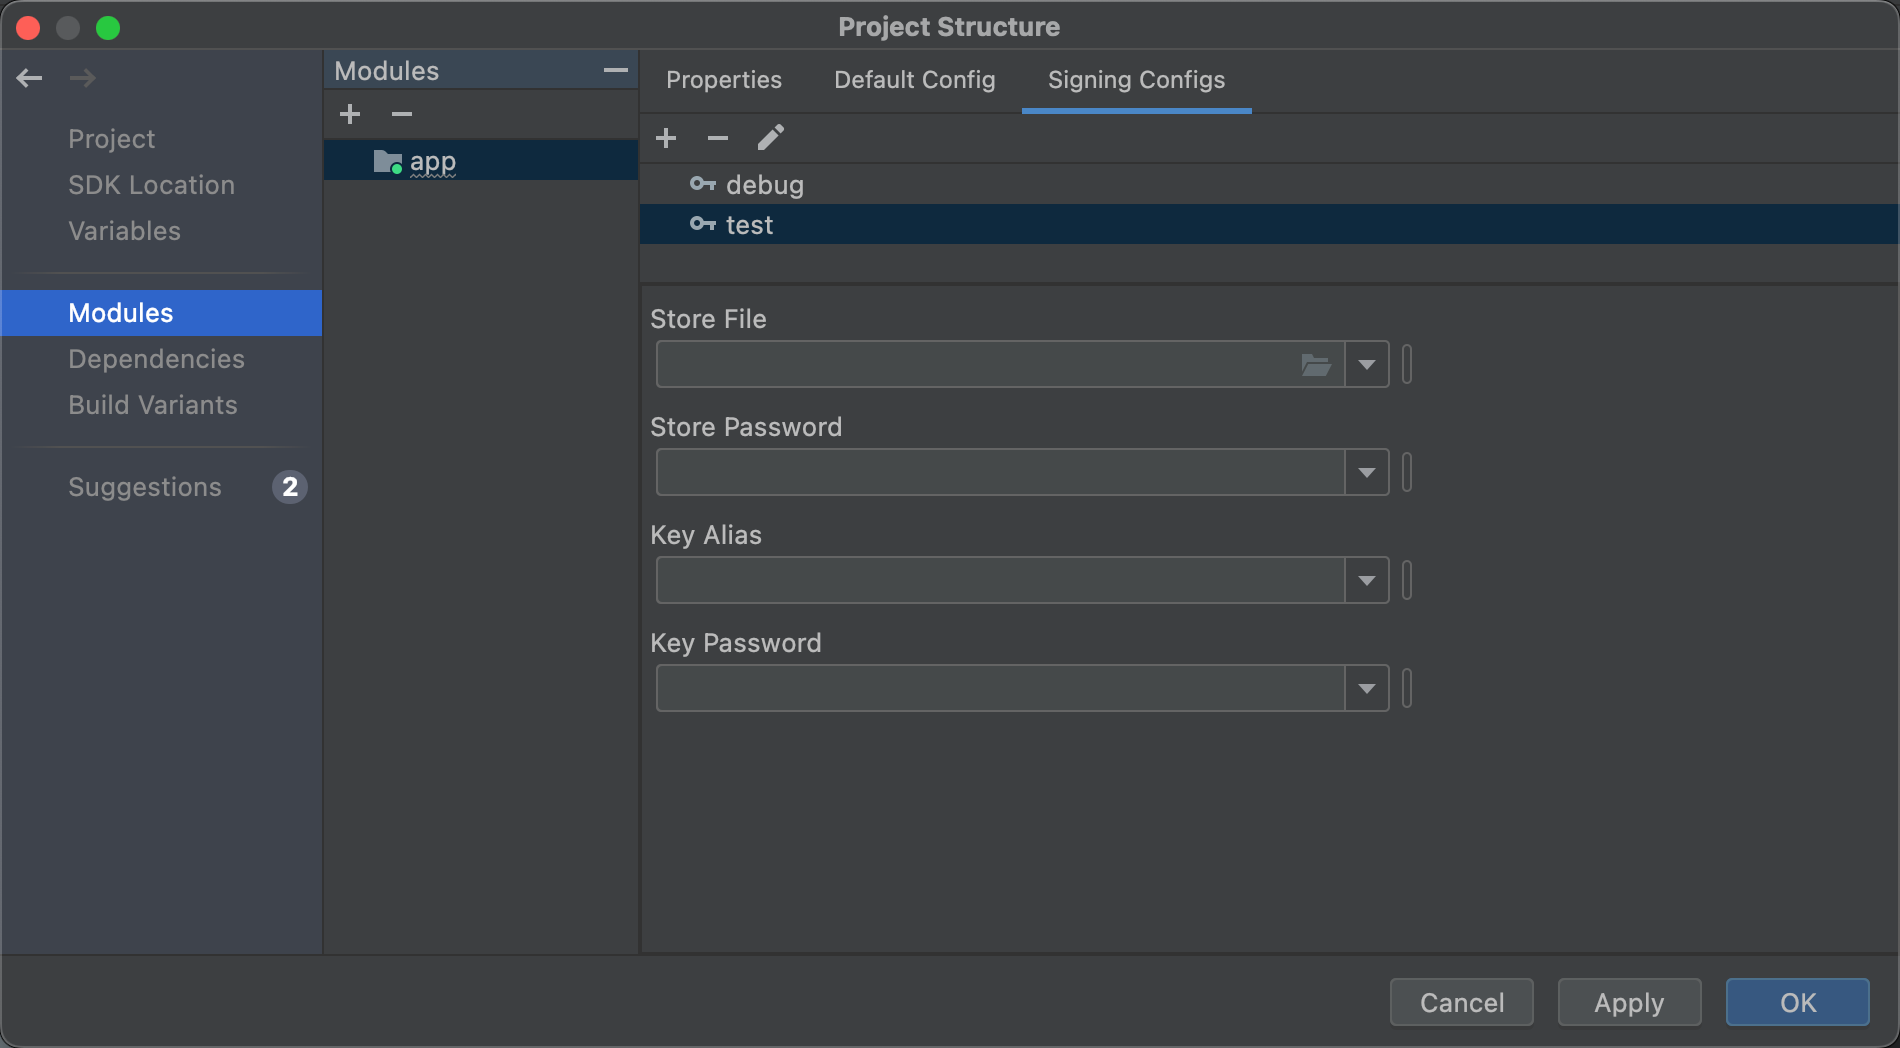 Project Structure
Project
SDK Location
Variables
Modules
Dependencies
Build Variants
Suggestions 2
Modules
app
Properties Default Config Signing Configs
debug
test
Store File
Store Password
Key Alias
Key Password
Cancel Apply OK